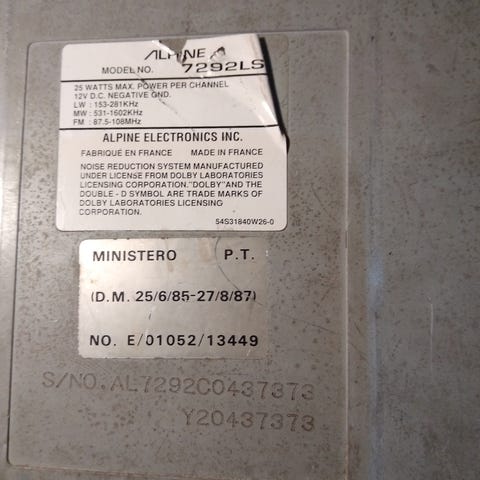 ALPINE
MODEL NO. 7292LS
25 WATTS MAX. POWER PER CHANNEL
12V D.C. NEGATIVE GND.
LW : 153-281KHz
MW : 531-1602KHz
FM : 87.5-108MHz
ALPINE ELECTRONICS INC.
FABRIQUÉ EN FRANCE MADE IN FRANCE
NOISE REDUCTION SYSTEM MANUFACTURED
UNDER LICENSE FROM DOLBY LABORATORIES
LICENSING CORPORATION."DOLBY"AND THE
DOUBLE - D SYMBOL ARE TRADE MARKS OF
DOLBY LABORATORIES LICENSING
CORPORATION.
54S31840W26-0
MINISTERO P.T.
(D.M. 25/6/85-27/8/87)
NO. E/01052/13449
S/NO.AL7292C0437373
Y20437373